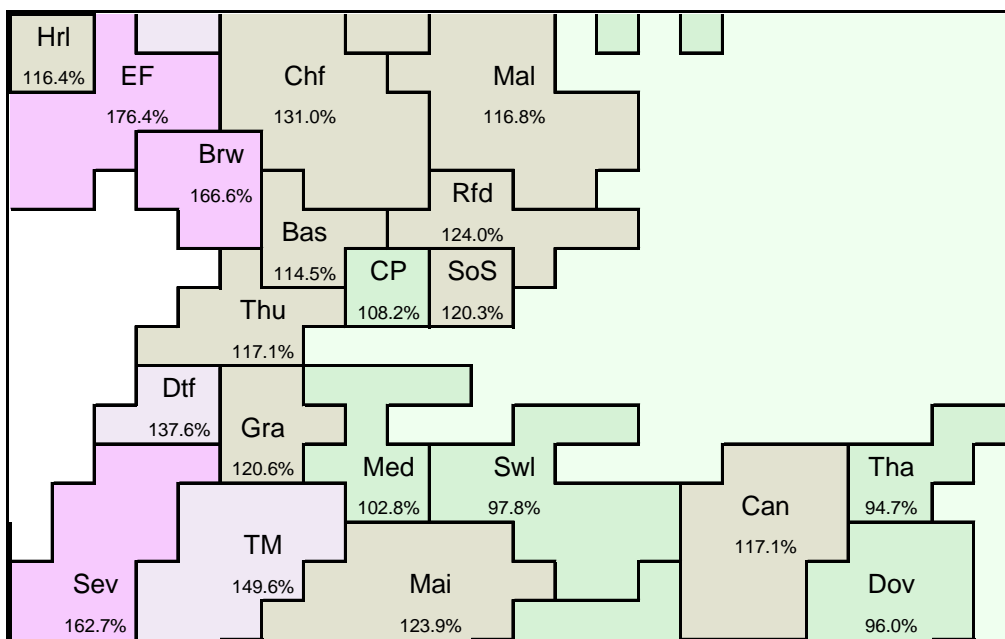 Hrl
116.4%
EF
176.4%
Chf
131.0%
Mal
116.8%
Brw
166.6%
Rfd
124.0%
Bas
114.5%
CP
108.2%
SoS
120.3%
Thu
117.1%
Dtf
137.6%
Gra
120.6%
Med
102.8%
Swl
97.8%
Can
117.1%
Tha
94.7%
TM
149.6%
Sev
162.7%
Mai
123.9%
Dov
96.0%